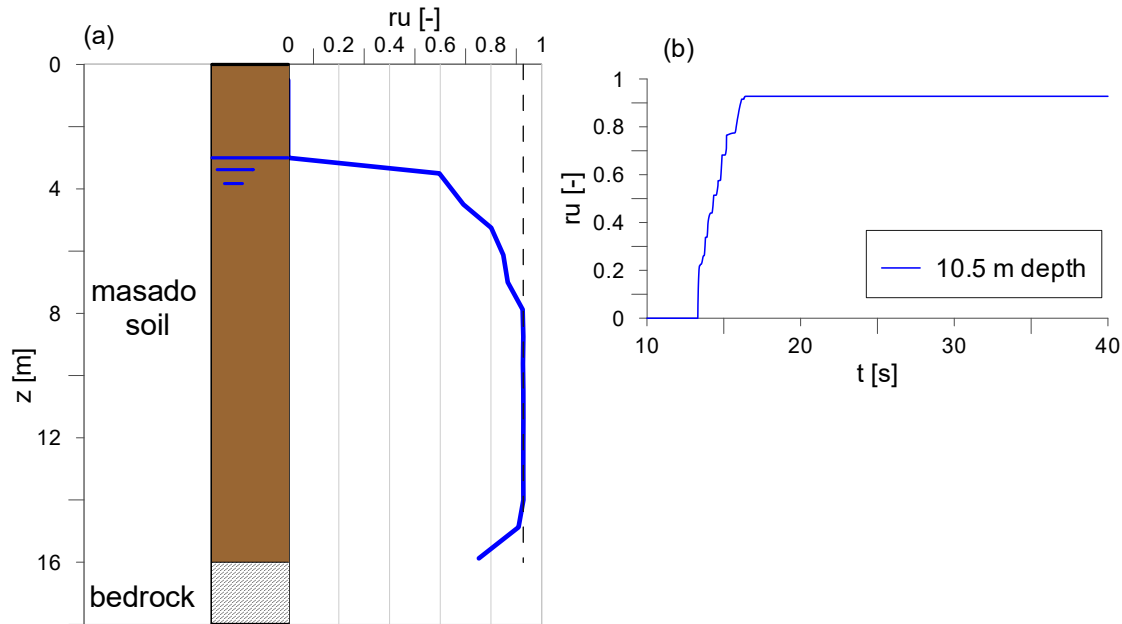 (a)
ru [-]
0 0.2 0.4 0.6 0.8 1
0
4
8
12
16
z [m]
masado
soil
bedrock
(b)
1
0.8
0.6
0.4
0.2
0
ru [-]
10.5 m depth
10 20 30 40
t [s]